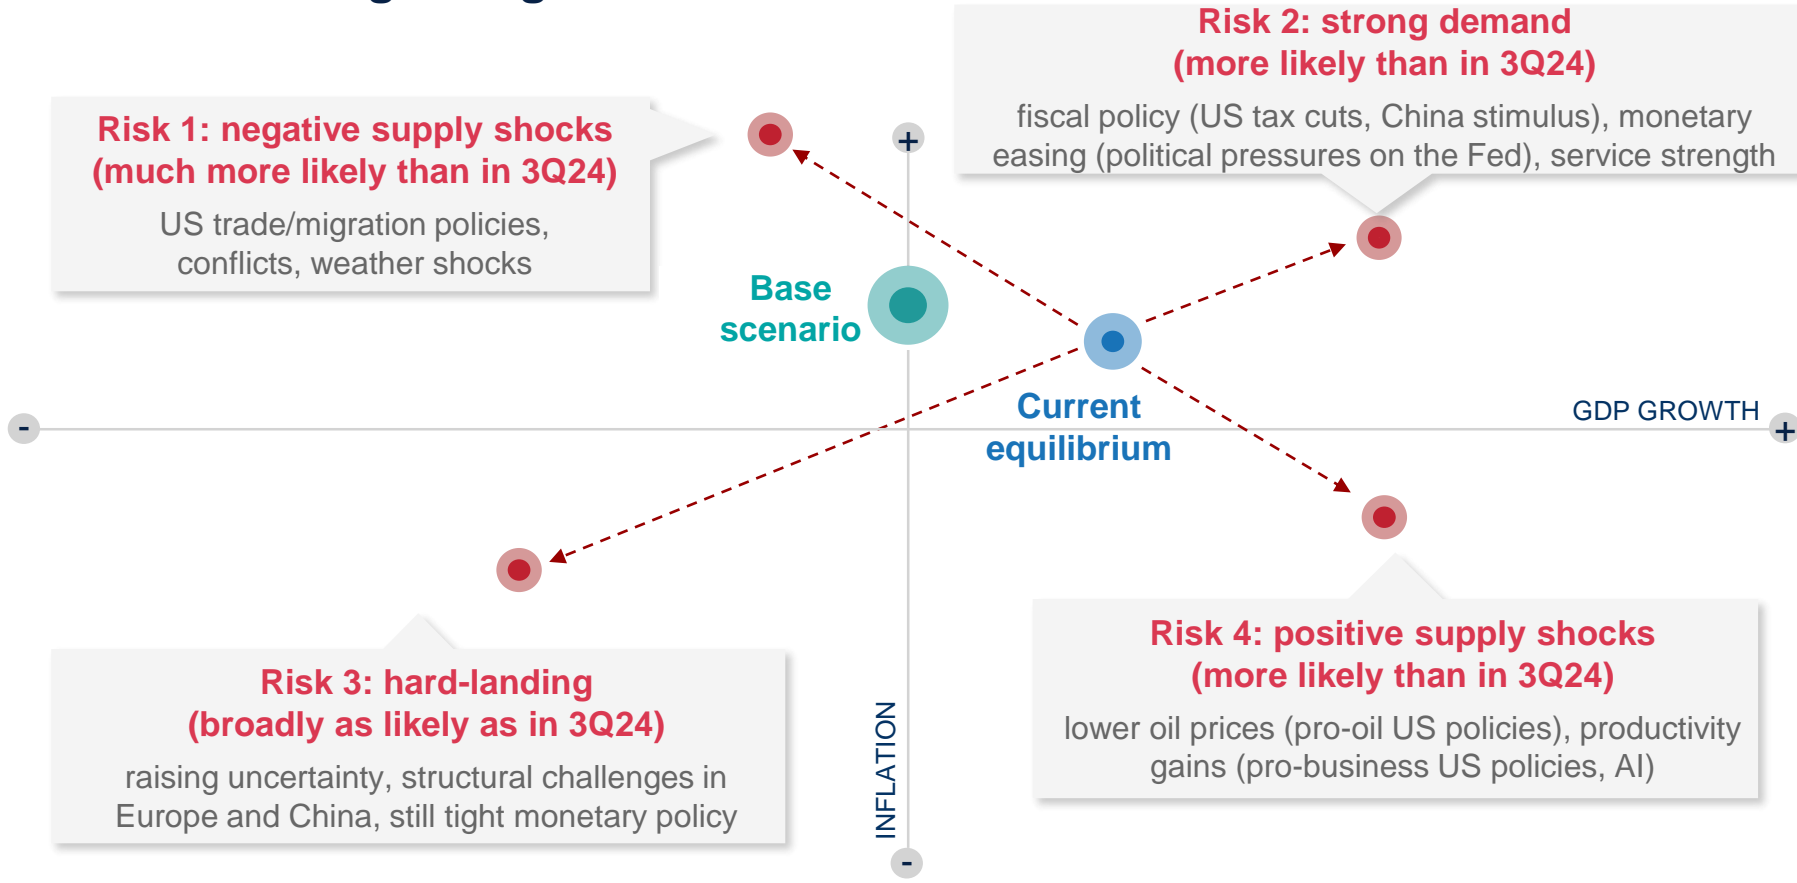 Risk 2: strong demand
(more likely than in 3Q24)
fiscal policy (US tax cuts, China stimulus), monetary
easing (political pressures on the Fed), service strength
Risk 1: negative supply shocks
(much more likely than in 3Q24)
US trade/migration policies,
conflicts, weather shocks
+
Base
scenario
Current
equilibrium
GDP GROWTH
-
+
Risk 3: hard-landing
(broadly as likely as in 3Q24)
raising uncertainty, structural challenges in
Europe and China, still tight monetary policy
INFLATION
-
Risk 4: positive supply shocks
(more likely than in 3Q24)
lower oil prices (pro-oil US policies), productivity
gains (pro-business US policies, AI)